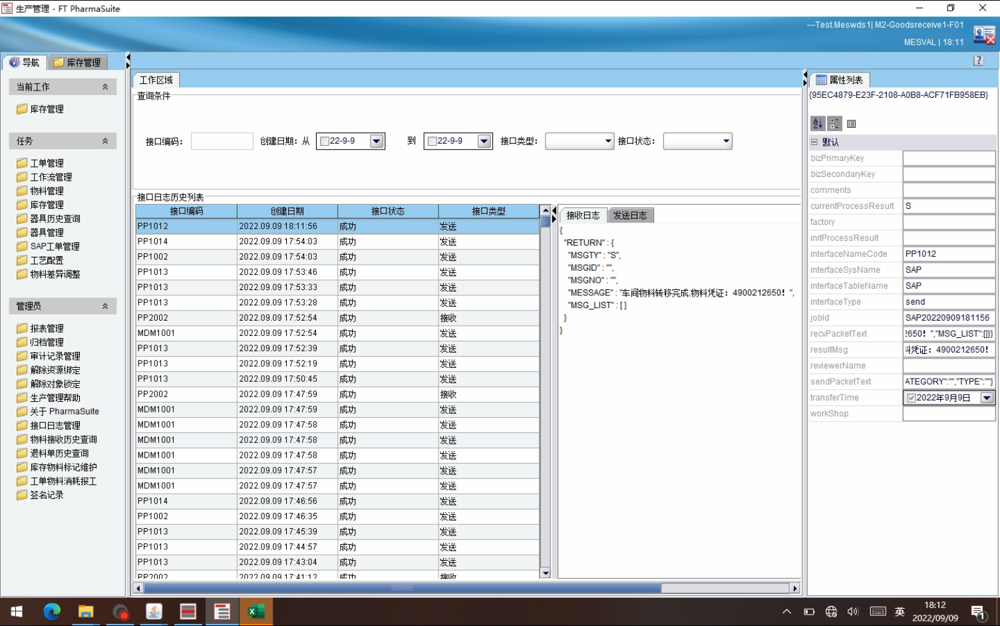 生产管理 - FT PharmaSuite
---Test.Meswds1| M2-Goodsreceive1-F01
MESVAL | 18:11
导航
库存管理
当前工作
库存管理
任务
工单管理
工作流管理
物料管理
库存管理
器具历史查询
器具管理
SAP工单管理
工艺配置
物料差异调整
管理员
报表管理
归档管理
审计记录管理
解除资源绑定
解除对象锁定
生产管理帮助
关于 PharmaSuite
接口日志管理
物料接收历史查询
退料单历史查询
库存物料标记维护
工单物料消耗报工
签名记录
工作区域
查询条件
接口编码: 创建日期: 从 22-9-9 到 22-9-9 接口类型: 接口状态:
接口日志历史列表
接口编码 创建日期 接口状态 接口类型
PP1012 2022.09.09 18:11:56 成功 发送
PP1014 2022.09.09 17:54:03 成功 发送
PP1002 2022.09.09 17:54:03 成功 发送
PP1013 2022.09.09 17:53:46 成功 发送
PP1013 2022.09.09 17:53:33 成功 发送
PP1013 2022.09.09 17:53:28 成功 发送
PP2002 2022.09.09 17:52:54 成功 接收
MDM1001 2022.09.09 17:52:54 成功 发送
PP1013 2022.09.09 17:52:39 成功 发送
PP1013 2022.09.09 17:52:19 成功 发送
PP1013 2022.09.09 17:50:45 成功 发送
PP2002 2022.09.09 17:47:59 成功 接收
MDM1001 2022.09.09 17:47:59 成功 发送
MDM1001 2022.09.09 17:47:58 成功 发送
MDM1001 2022.09.09 17:47:58 成功 发送
MDM1001 2022.09.09 17:47:58 成功 发送
MDM1001 2022.09.09 17:47:57 成功 发送
MDM1001 2022.09.09 17:47:57 成功 发送
PP1014 2022.09.09 17:46:56 成功 发送
PP1002 2022.09.09 17:46:35 成功 发送
PP1013 2022.09.09 17:45:39 成功 发送
PP1013 2022.09.09 17:44:57 成功 发送
PP1013 2022.09.09 17:43:04 成功 发送
PP2002 2022.09.09 17:41:12 成功 接收
接收日志
发送日志
{
"RETURN" : {
"MSGTY" : "S",
"MSGID" : "",
"MSGNO" : "",
"MESSAGE" : "车间物料转移完成,物料凭证: 4900212650! ",
"MSG_LIST" : [ ]
}
}
属性列表
{95EC4879-E23F-2108-A0B8-ACF71FB958EB}
默认
bizPrimaryKey
bizSecondaryKey
comments
currentProcessResult S
factory
initProcessResult
interfaceNameCode PP1012
interfaceSysName SAP
interfaceTableName SAP
interfaceType send
jobId SAP20220909181156
recvPacketText 2650! ","MSG_LIST":[]}}
resultMsg 料凭证: 4900212650!
reviewerName
sendPacketText ATEGORY":"","TYPE":""}
transferTime 2022年9月9日
workShop
英
18:12
2022/09/09
1